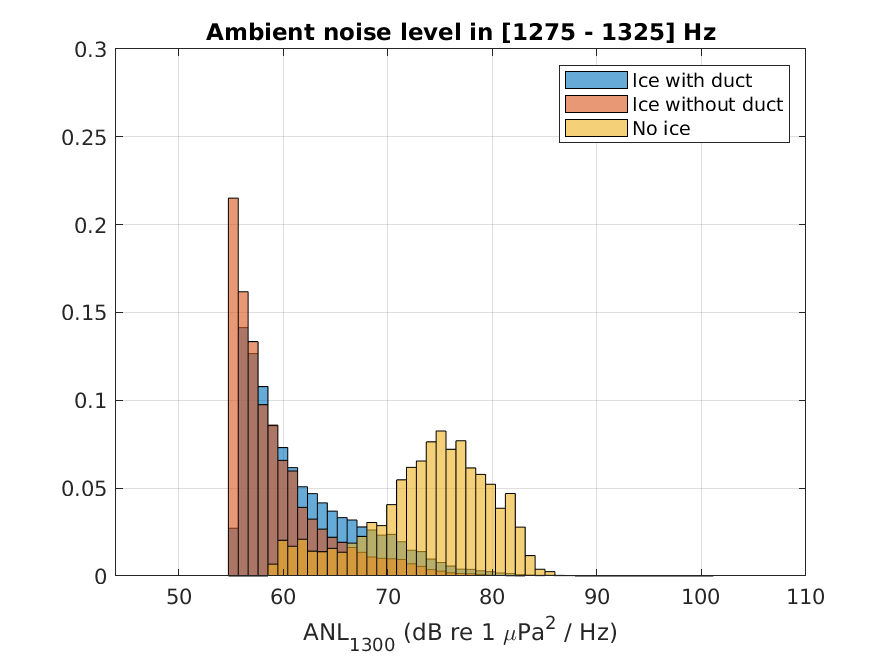 Ambient noise level in [1275 - 1325] Hz
0.3
0.25
0.2
0.15
0.1
0.05
0
Ice with duct
Ice without duct
No ice
50 60 70 80 90 100 110
ANL1300 (dB re 1 μPa2 / Hz)